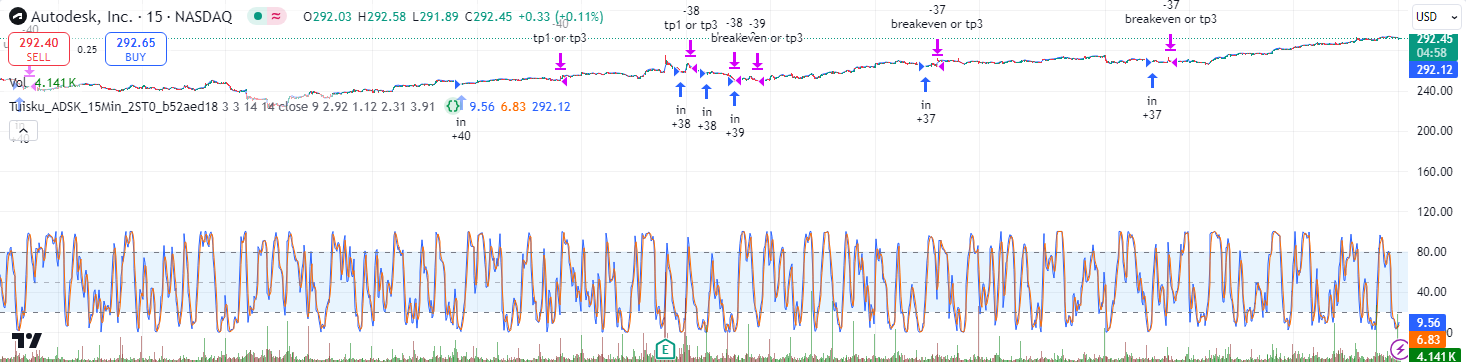 Autodesk, Inc. · 15 · NASDAQ
O292.03 H292.58 L291.89 C292.45 +0.33 (+0.11%)
USD
292.40
SELL
0.25
292.65
BUY
-40
tp1 or tp3
-38
tp1 or tp3
-38
-39
breakeven or tp3
-37
breakeven or tp3
-37
breakeven or tp3
292.45
04:58
292.12
Vol 4.141K
Tuisku_ADSK_15Min_2ST0_b52aed18 3 3 14 14 close 9 2.92 1.12 2.31 3.91 9.56 6.83 292.12
in
+40
in
+40
in
+38
in
+38
in
+39
in
+37
in
+37
240.00
200.00
160.00
120.00
80.00
40.00
9.56
6.83
4.141K
E